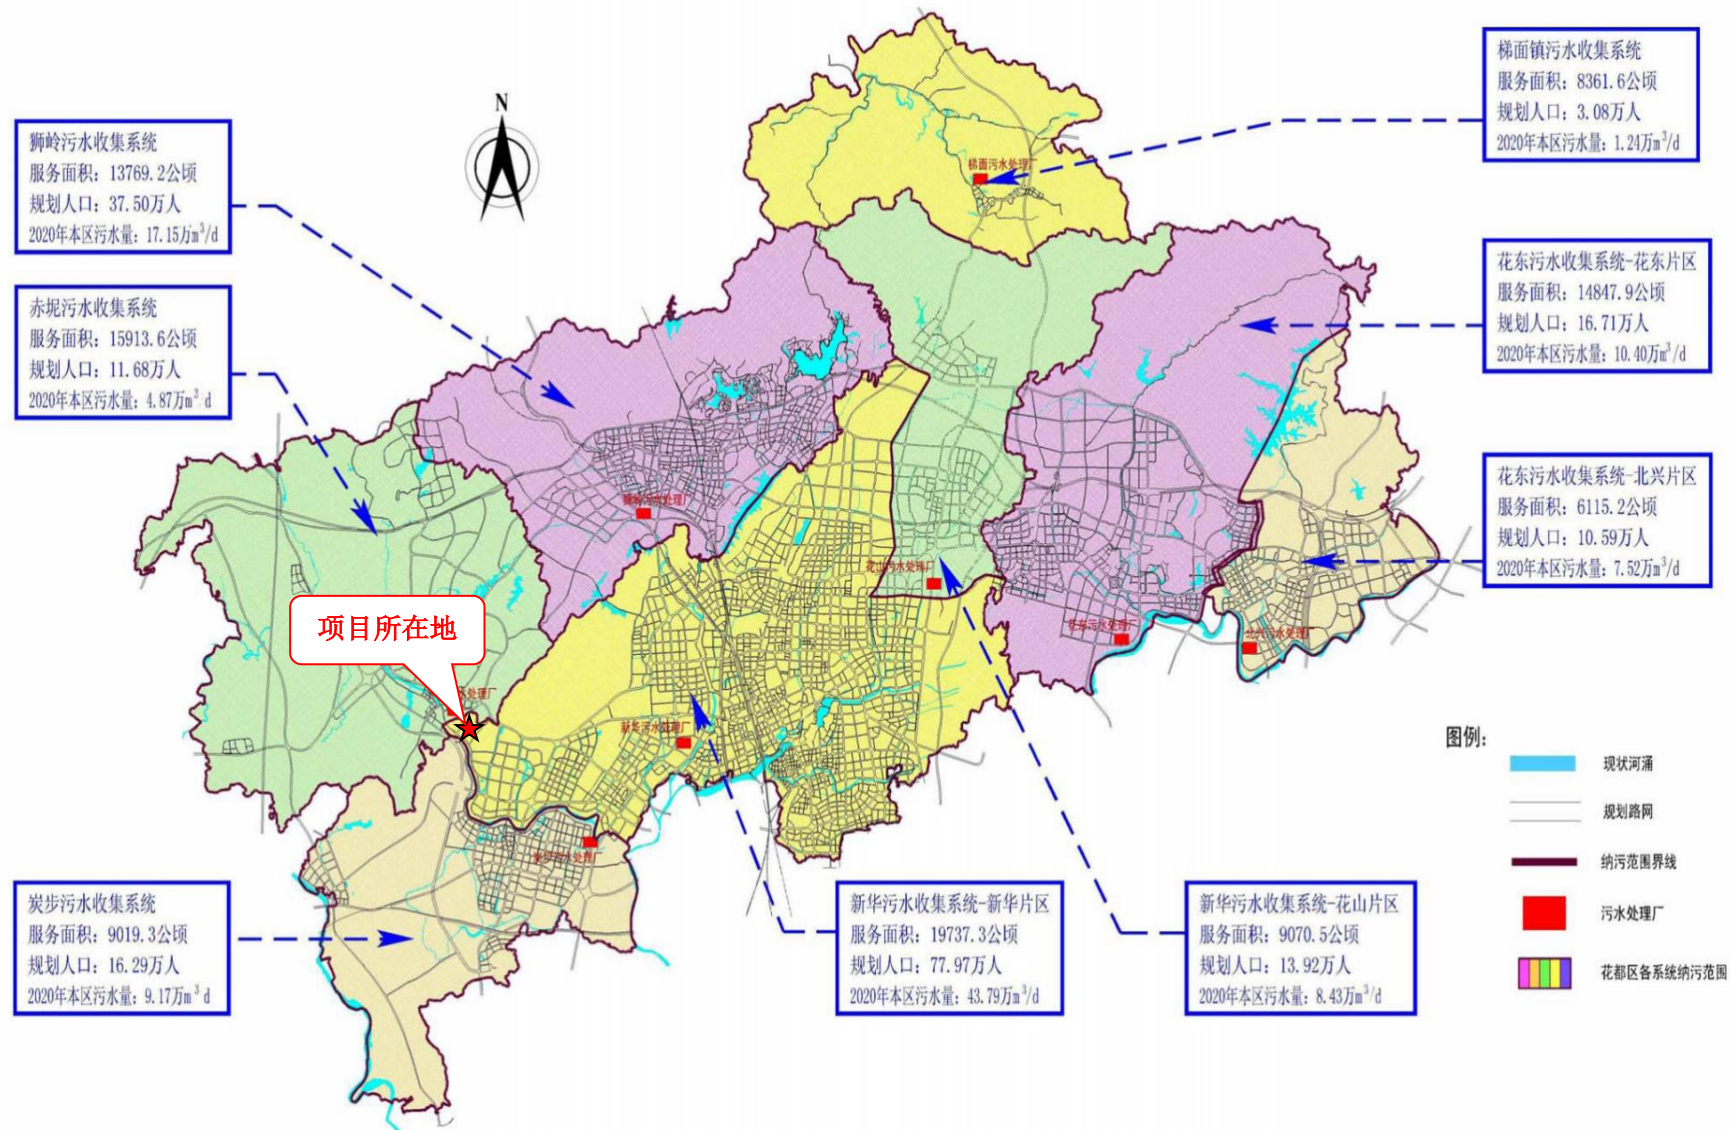 N
梯面镇污水收集系统
服务面积：8361.6公顷
规划人口：3.08万人
2020年本区污水量：1.24万m³/d
狮岭污水收集系统
服务面积：13769.2公顷
规划人口：37.50万人
2020年本区污水量：17.15万m³/d
花东污水收集系统-花东片区
服务面积：14847.9公顷
规划人口：16.71万人
2020年本区污水量：10.40万m³/d
赤坭污水收集系统
服务面积：15913.6公顷
规划人口：11.68万人
2020年本区污水量：4.87万m³ d
花东污水收集系统-北兴片区
服务面积：6115.2公顷
规划人口：10.59万人
2020年本区污水量：7.52万m³/d
梯面污水处理厂
狮岭污水处理厂
花山污水处理厂
花东污水处理厂
北兴污水处理厂
项目所在地
水处理厂
新华污水处理厂
炭步污水处理厂
图例：
现状河涌
规划路网
纳污范围界线
污水处理厂
花都区各系统纳污范围
炭步污水收集系统
服务面积：9019.3公顷
规划人口：16.29万人
2020年本区污水量：9.17万m³ d
新华污水收集系统-新华片区
服务面积：19737.3公顷
规划人口：77.97万人
2020年本区污水量：43.79万m³/d
新华污水收集系统-花山片区
服务面积：9070.5公顷
规划人口：13.92万人
2020年本区污水量：8.43万m³/d